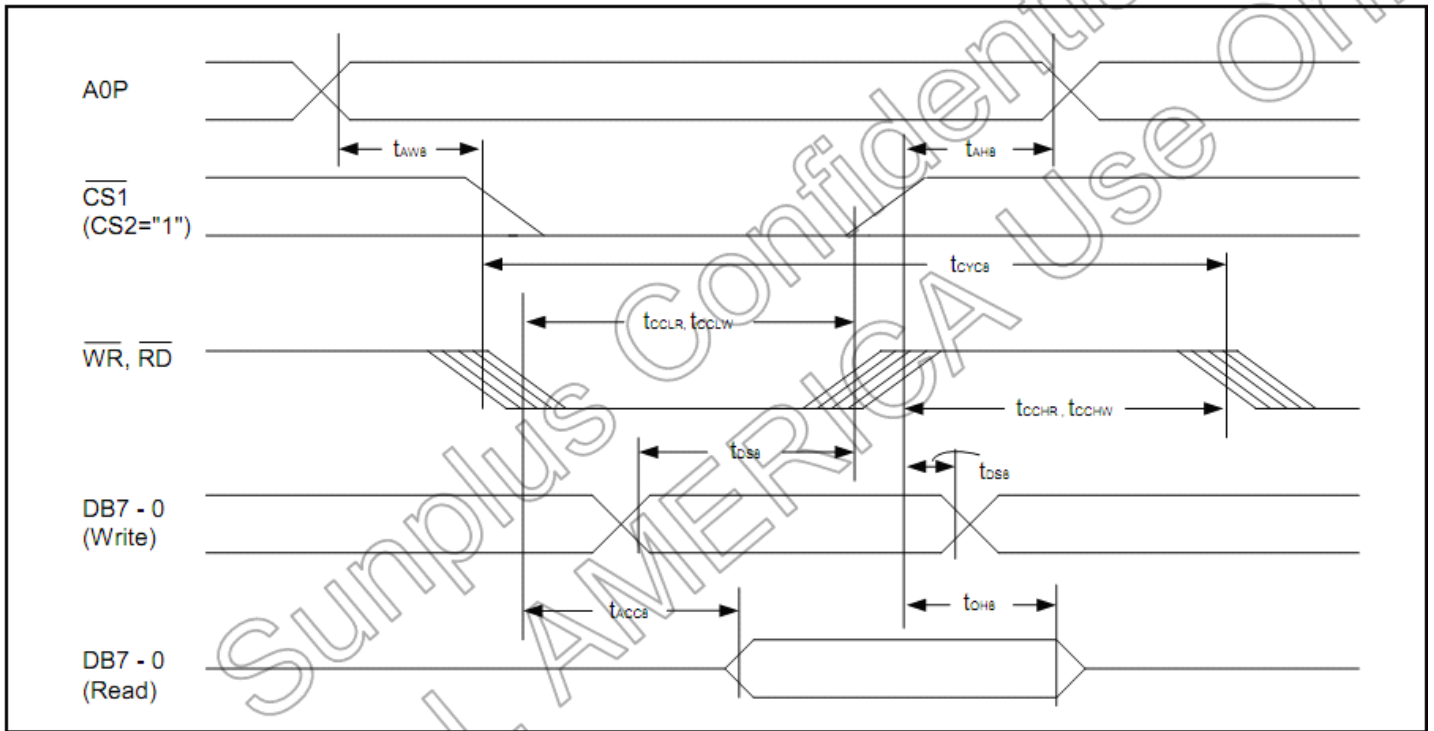 A0P
tAW8
tAH8
CS1
(CS2="1")
tCYC8
tCCLR, tCCLW
WR, RD
tCCHR, tCCHW
tDS8
tDS8
DB7 - 0
(Write)
tACC8
tOH8
DB7 - 0
(Read)
Sunplus Confidential
AMERICA Use On